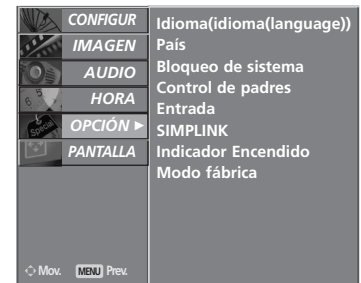 CONFIGUR
IMAGEN
AUDIO
HORA
OPCIÓN ►
PANTALLA
Idioma(idioma(language))
País
Bloqueo de sistema
Control de padres
Entrada
SIMPLINK
Indicador Encendido
Modo fábrica
Special
Mov. MENU Prev.